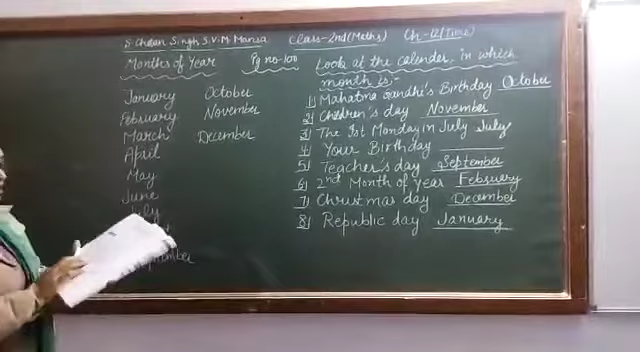 S. Chetan Singh S.V.M Mansa Class-2nd (Maths) Ch-12 (Time)
Months of Year Pg no-100
January October
February November
March December
April
May
June
July
Look at the calender, in which
month is :-
1) Mahatma Gandhi's Birthday October
2) Children's day November
3) The 1st Monday in July July
4) Your Birthday
5) Teacher's day September
6) 2nd Month of year February
7) Christmas day December
8) Republic day January